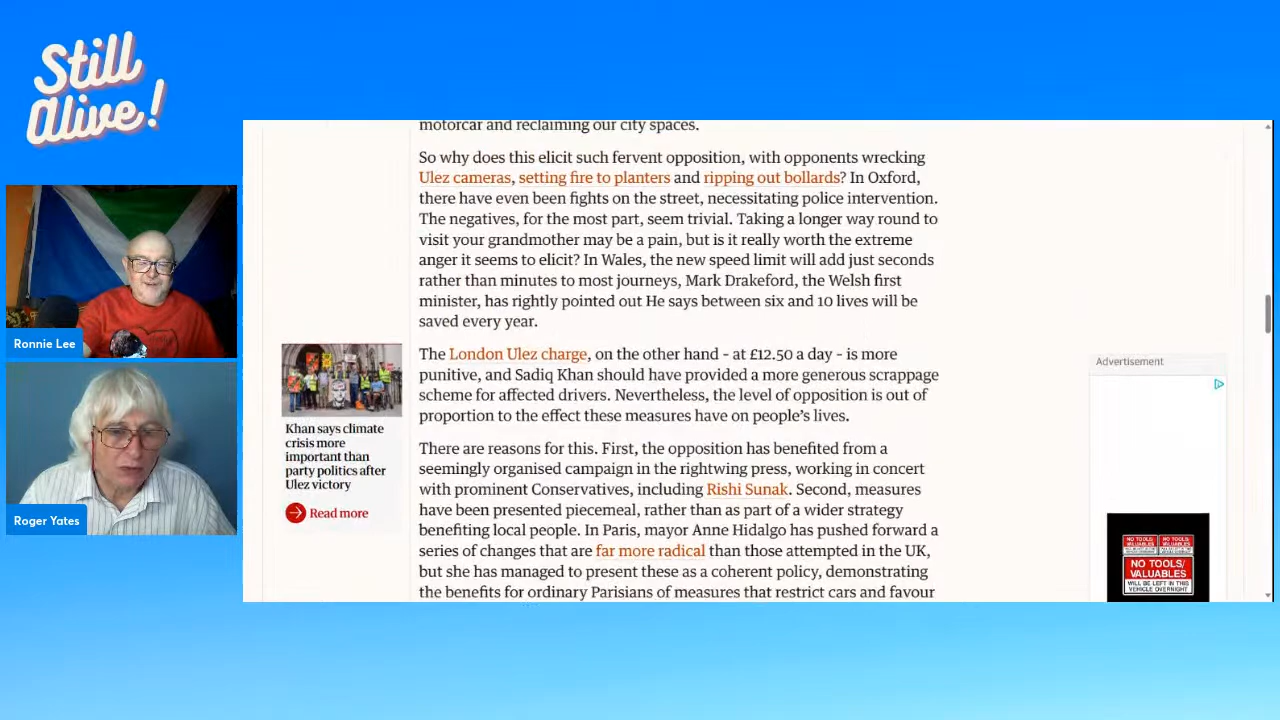 Still
Alive!
Ronnie Lee
Roger Yates
motorcar and reclaiming our city spaces.
So why does this elicit such fervent opposition, with opponents wrecking
Ulez cameras, setting fire to planters and ripping out bollards? In Oxford,
there have even been fights on the street, necessitating police intervention.
The negatives, for the most part, seem trivial. Taking a longer way round to
visit your grandmother may be a pain, but is it really worth the extreme
anger it seems to elicit? In Wales, the new speed limit will add just seconds
rather than minutes to most journeys, Mark Drakeford, the Welsh first
minister, has rightly pointed out He says between six and 10 lives will be
saved every year.
The London Ulez charge, on the other hand - at £12.50 a day - is more
punitive, and Sadiq Khan should have provided a more generous scrappage
scheme for affected drivers. Nevertheless, the level of opposition is out of
proportion to the effect these measures have on people's lives.
There are reasons for this. First, the opposition has benefited from a
seemingly organised campaign in the rightwing press, working in concert
with prominent Conservatives, including Rishi Sunak. Second, measures
have been presented piecemeal, rather than as part of a wider strategy
benefiting local people. In Paris, mayor Anne Hidalgo has pushed forward a
series of changes that are far more radical than those attempted in the UK,
but she has managed to present these as a coherent policy, demonstrating
the benefits for ordinary Parisians of measures that restrict cars and favour
Khan says climate
crisis more
important than
party politics after
Ulez victory
Read more
Advertisement
NO TOOLS/
VALUABLES
WILL BE LEFT IN THIS
VEHICLE OVERNIGHT